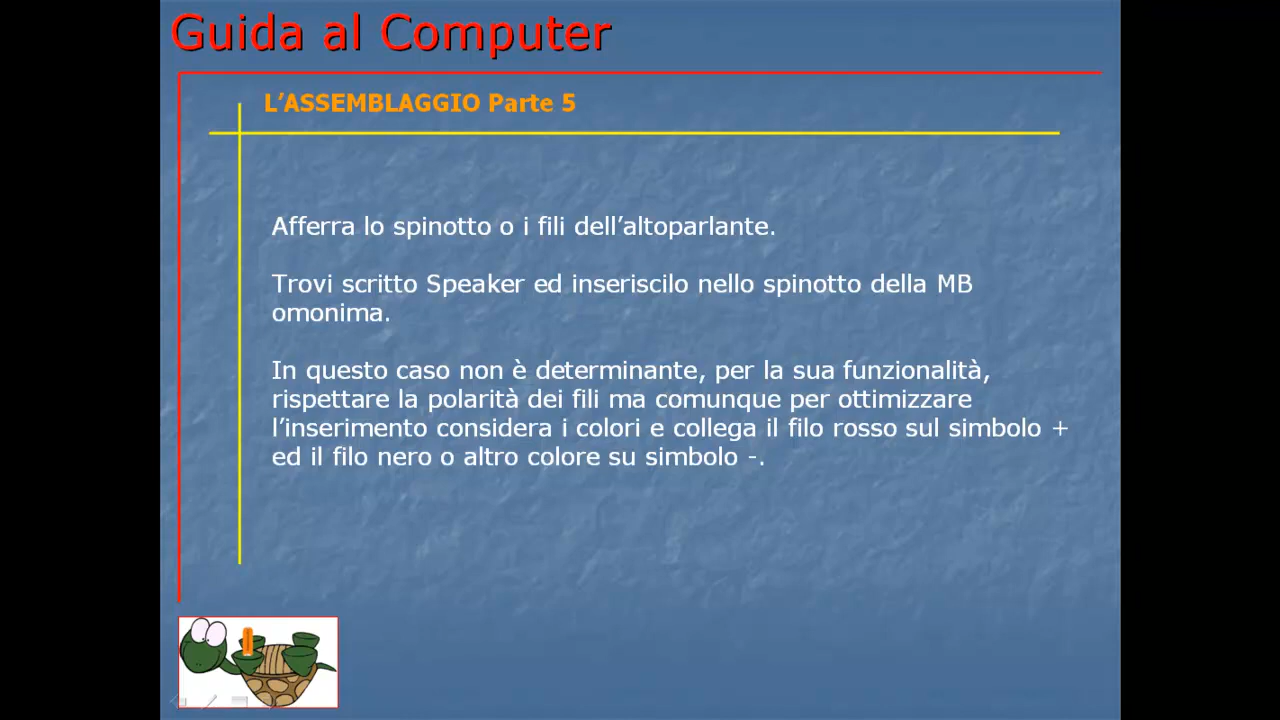 Guida al Computer
L’ASSEMBLAGGIO Parte 5
Afferra lo spinotto o i fili dell’altoparlante.
Trovi scritto Speaker ed inseriscilo nello spinotto della MB
omonima.
In questo caso non è determinante, per la sua funzionalità,
rispettare la polarità dei fili ma comunque per ottimizzare
l’inserimento considera i colori e collega il filo rosso sul simbolo +
ed il filo nero o altro colore su simbolo -.